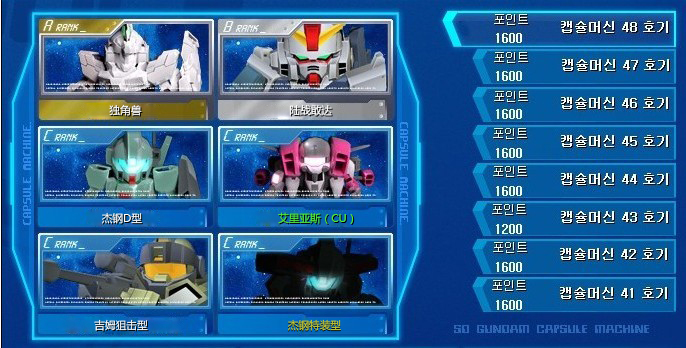 A RANK_
独角兽
B RANK_
陆战敢达
C RANK_
杰钢D型
C RANK_
艾里亚斯（CU）
C RANK_
吉姆狙击型
C RANK_
杰钢特装型
CAPSULE MACHINE
CAPSULE MACHINE
포인트
1600
캡슐머신 48 호기
포인트
1600
캡슐머신 47 호기
포인트
1600
캡슐머신 46 호기
포인트
1600
캡슐머신 45 호기
포인트
1600
캡슐머신 44 호기
포인트
1200
캡슐머신 43 호기
포인트
1600
캡슐머신 42 호기
포인트
1600
캡슐머신 41 호기
SD GUNDAM CAPSULE MACHINE